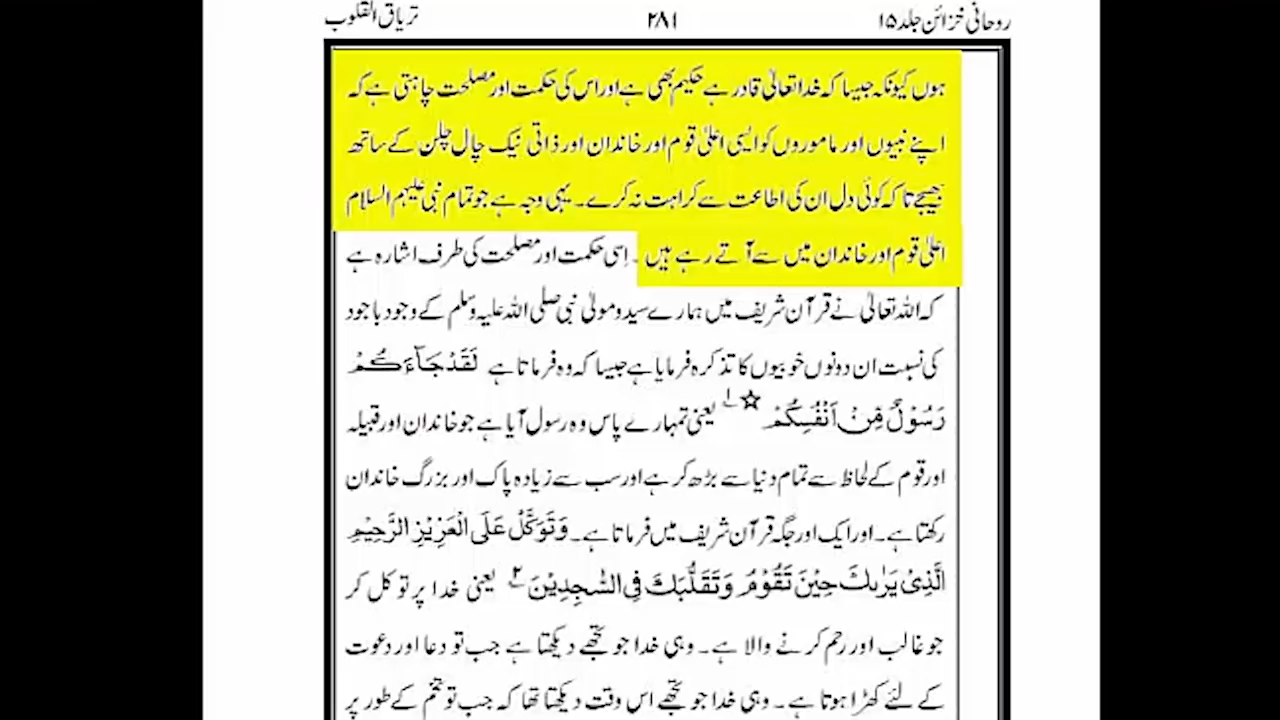 روحانی خزائن جلد ۱۵
۲۸۱
تریاق القلوب
ہوں کیونکہ جیسا کہ خدا تعالیٰ قادر ہے حکیم بھی ہے اور اس کی حکمت اور مصلحت چاہتی ہے کہ
اپنے نبیوں اور ماموروں کو ایسی اعلیٰ قوم اور خاندان اور ذاتی نیک چال چلن کے ساتھ
بھیجے تا کہ کوئی دل ان کی اطاعت سے کراہت نہ کرے۔ یہی وجہ ہے جو تمام نبی علیہم السلام
اعلیٰ قوم اور خاندان میں سے آتے رہے ہیں۔ اِسی حکمت اور مصلحت کی طرف اشارہ ہے
کہ اللہ تعالیٰ نے قرآن شریف میں ہمارے سید و مولیٰ نبی صلی اللہ علیہ وسلم کے وجود باجود
کی نسبت ان دونوں خوبیوں کا تذکرہ فرمایا ہے جیسا کہ وہ فرماتا ہے لَقَدْ جَآءَكُمْ
رَسُوْلٌ مِّنْ اَنْفُسِكُمْ ☆ ۱ یعنی تمہارے پاس وہ رسول آیا ہے جو خاندان اور قبیلہ
اور قوم کے لحاظ سے تمام دنیا سے بڑھ کر ہے اور سب سے زیادہ پاک اور بزرگ خاندان
رکھتا ہے۔ اور ایک اور جگہ قرآن شریف میں فرماتا ہے۔ وَتَوَكَّلْ عَلَى الْعَزِيْزِ الرَّحِيْمِ
الَّذِىْ يَرٰىكَ حِيْنَ تَقُوْمُ وَتَقَلُّبَكَ فِى السّٰجِدِيْنَ ۲ یعنی خدا پر توکل کر
جو غالب اور رحم کرنے والا ہے۔ وہی خدا جو تجھے دیکھتا ہے جب تو دعا اور دعوت
کے لئے کھڑا ہوتا ہے۔ وہی خدا جو تجھے اس وقت دیکھتا تھا کہ جب تو تخم کے طور پر